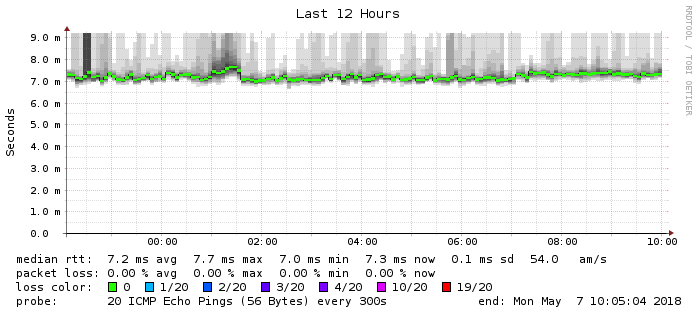 Last 12 Hours
RRDTOOL / TOBI OETIKER
Seconds
9.0 m
8.0 m
7.0 m
6.0 m
5.0 m
4.0 m
3.0 m
2.0 m
1.0 m
0.0
00:00 02:00 04:00 06:00 08:00 10:00
median rtt: 7.2 ms avg 7.7 ms max 7.0 ms min 7.3 ms now 0.1 ms sd 54.0 am/s
packet loss: 0.00 % avg 0.00 % max 0.00 % min 0.00 % now
loss color: 0 1/20 2/20 3/20 4/20 10/20 19/20
probe: 20 ICMP Echo Pings (56 Bytes) every 300s end: Mon May 7 10:05:04 2018